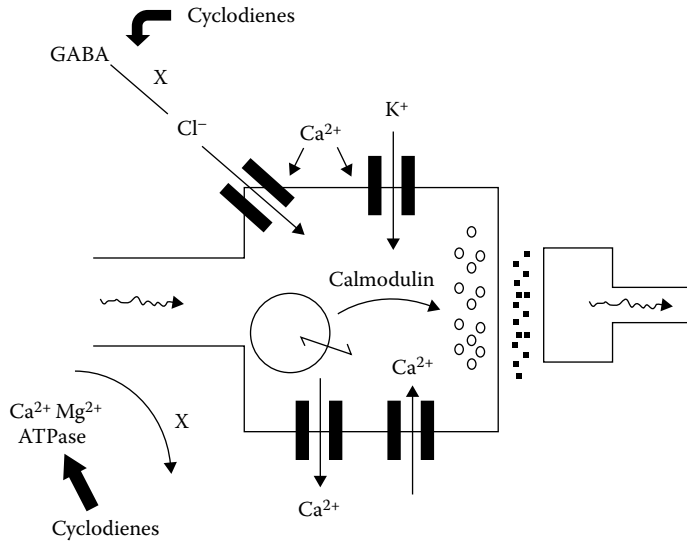 Cyclodienes
GABA
X
Cl⁻
Ca²⁺
K⁺
Calmodulin
Ca²⁺
Ca²⁺ Mg²⁺
ATPase
X
Ca²⁺
Cyclodienes